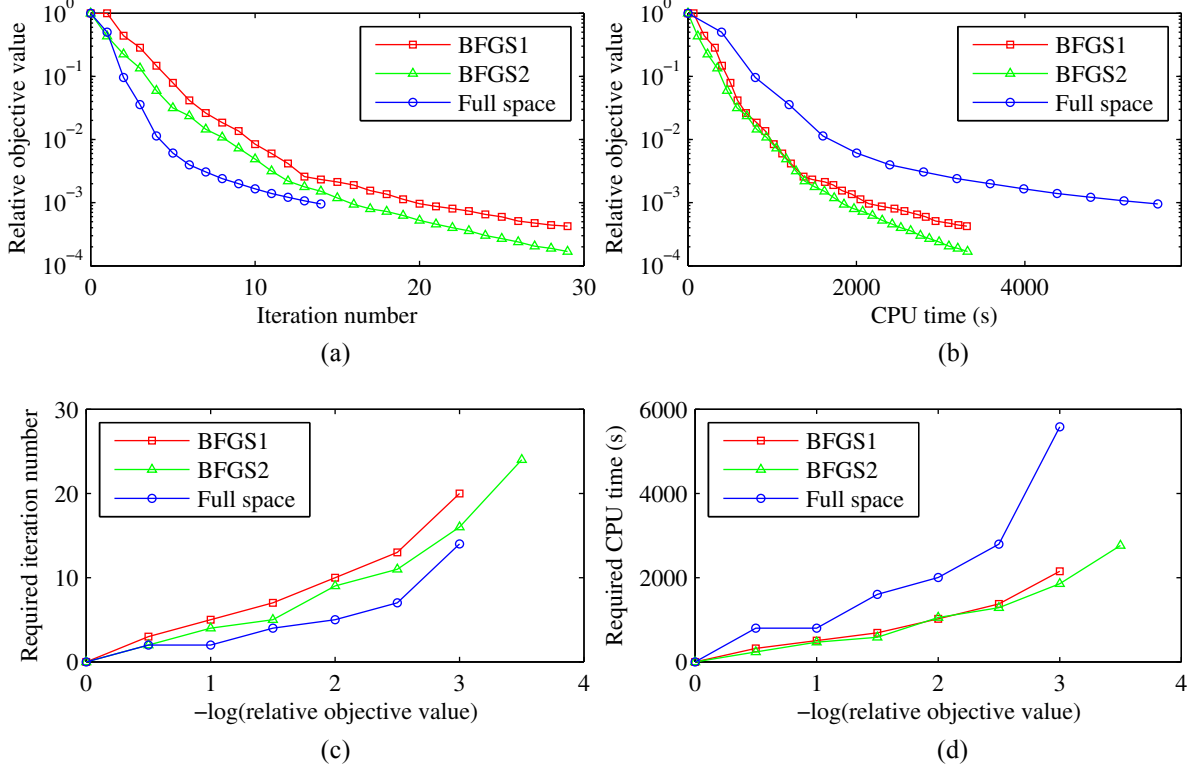 10^0
10^-1
10^-2
10^-3
10^-4
Relative objective value
0
10
20
30
Iteration number
BFGS1
BFGS2
Full space
(a)
10^0
10^-1
10^-2
10^-3
10^-4
Relative objective value
0
2000
4000
CPU time (s)
BFGS1
BFGS2
Full space
(b)
30
20
10
0
Required iteration number
0
1
2
3
4
−log(relative objective value)
BFGS1
BFGS2
Full space
(c)
6000
4000
2000
0
Required CPU time (s)
0
1
2
3
4
−log(relative objective value)
BFGS1
BFGS2
Full space
(d)